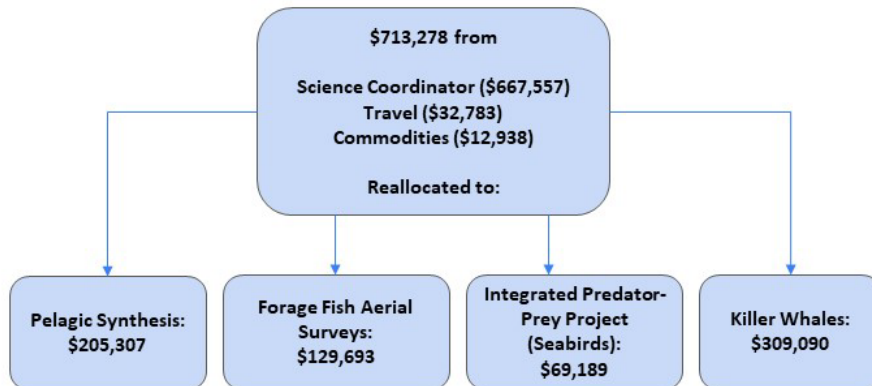 $713,278 from
Science Coordinator ($667,557)
Travel ($32,783)
Commodities ($12,938)
Reallocated to:
Pelagic Synthesis:
$205,307
Forage Fish Aerial
Surveys:
$129,693
Integrated Predator-
Prey Project
(Seabirds):
$69,189
Killer Whales:
$309,090